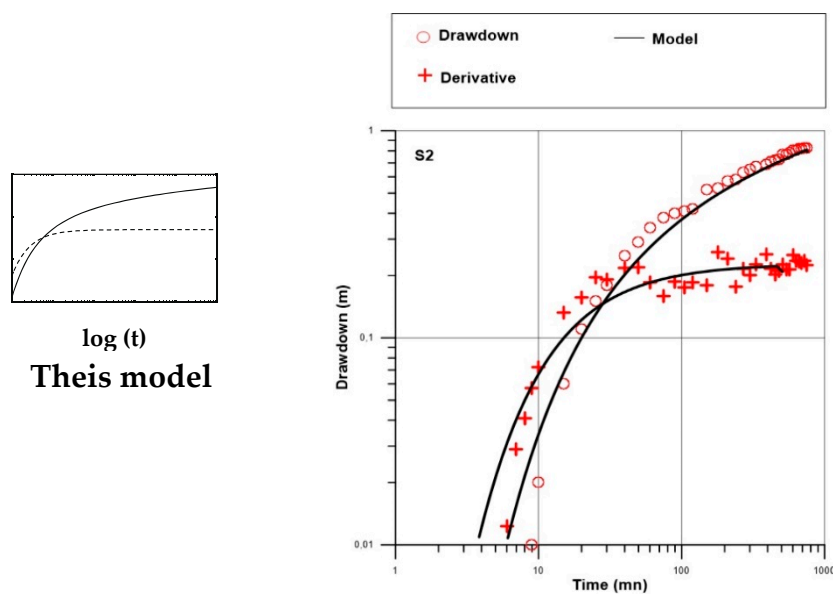 Drawdown
Model
Derivative
S2
1
0,1
0,01
Drawdown (m)
1
10
100
1000
Time (mn)
log (t)
Theis model